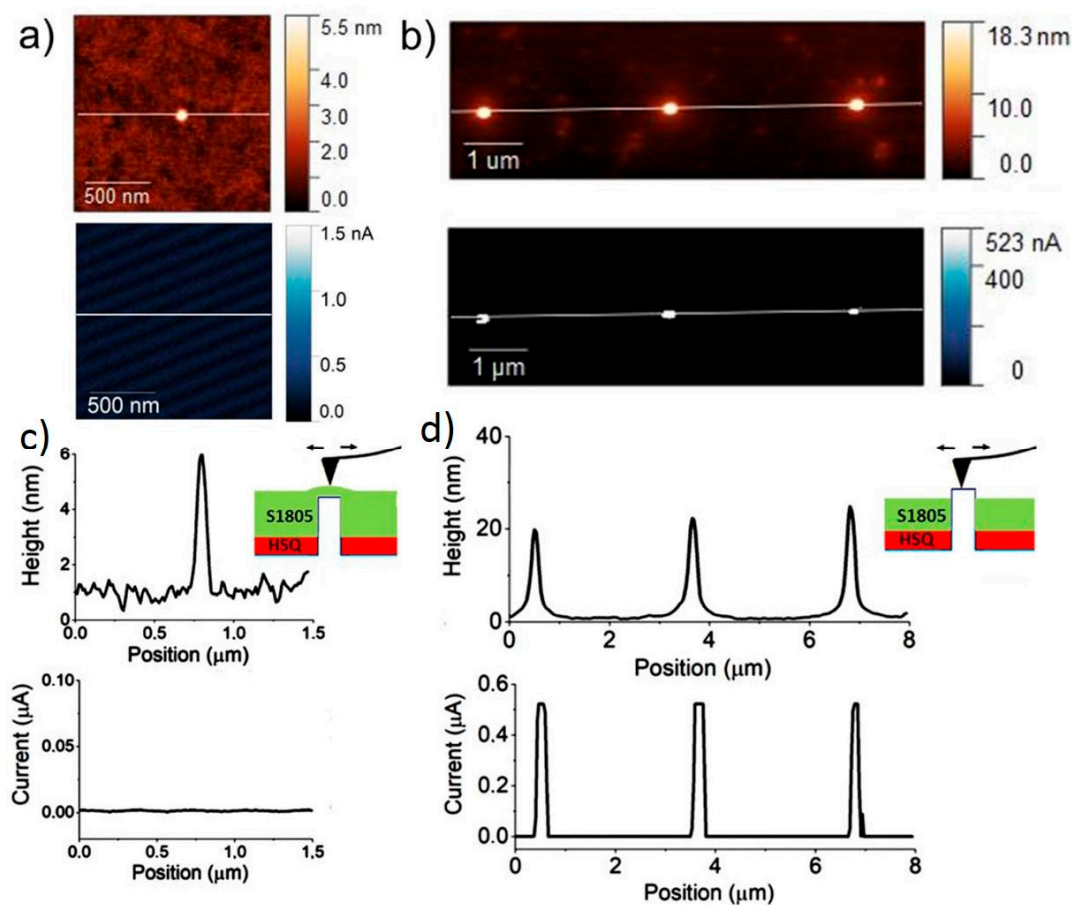 a)
5.5 nm
4.0
3.0
2.0
0.0
500 nm
1.5 nA
1.0
0.5
0.0
500 nm
b)
18.3 nm
10.0
0.0
1 um
523 nA
400
0
1 µm
c)
6
4
2
0
Height (nm)
0.0 0.5 1.0 1.5
Position (μm)
S1805
HSQ
0.10
0.05
0.00
Current (μA)
0.0 0.5 1.0 1.5
Position (μm)
d)
40
20
0
Height (nm)
0 2 4 6 8
Position (μm)
S1805
HSQ
0.6
0.4
0.2
0.0
Current (μA)
0 2 4 6 8
Position (μm)